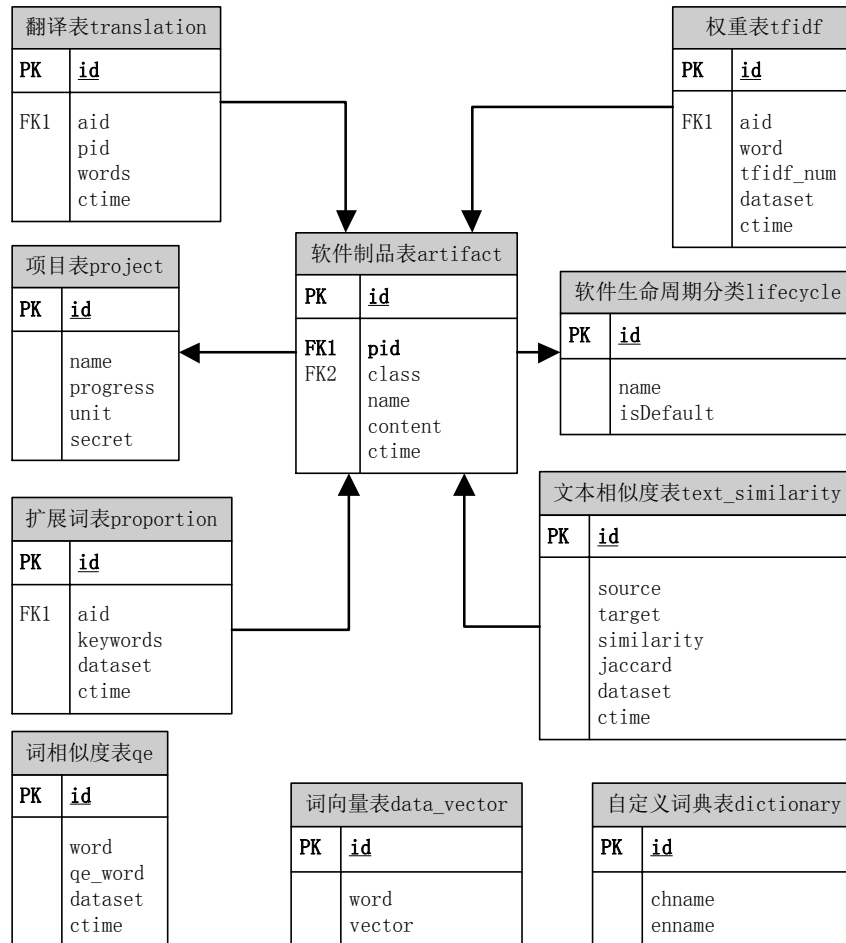 翻译表translation
PK id
FK1 aid
pid
words
ctime
权重表tfidf
PK id
FK1 aid
word
tfidf_num
dataset
ctime
项目表project
PK id
name
progress
unit
secret
软件制品表artifact
PK id
FK1 pid
FK2 class
name
content
ctime
软件生命周期分类lifecycle
PK id
name
isDefault
扩展词表proportion
PK id
FK1 aid
keywords
dataset
ctime
文本相似度表text_similarity
PK id
source
target
similarity
jaccard
dataset
ctime
词相似度表qe
PK id
word
qe_word
dataset
ctime
词向量表data_vector
PK id
word
vector
自定义词典表dictionary
PK id
chname
enname